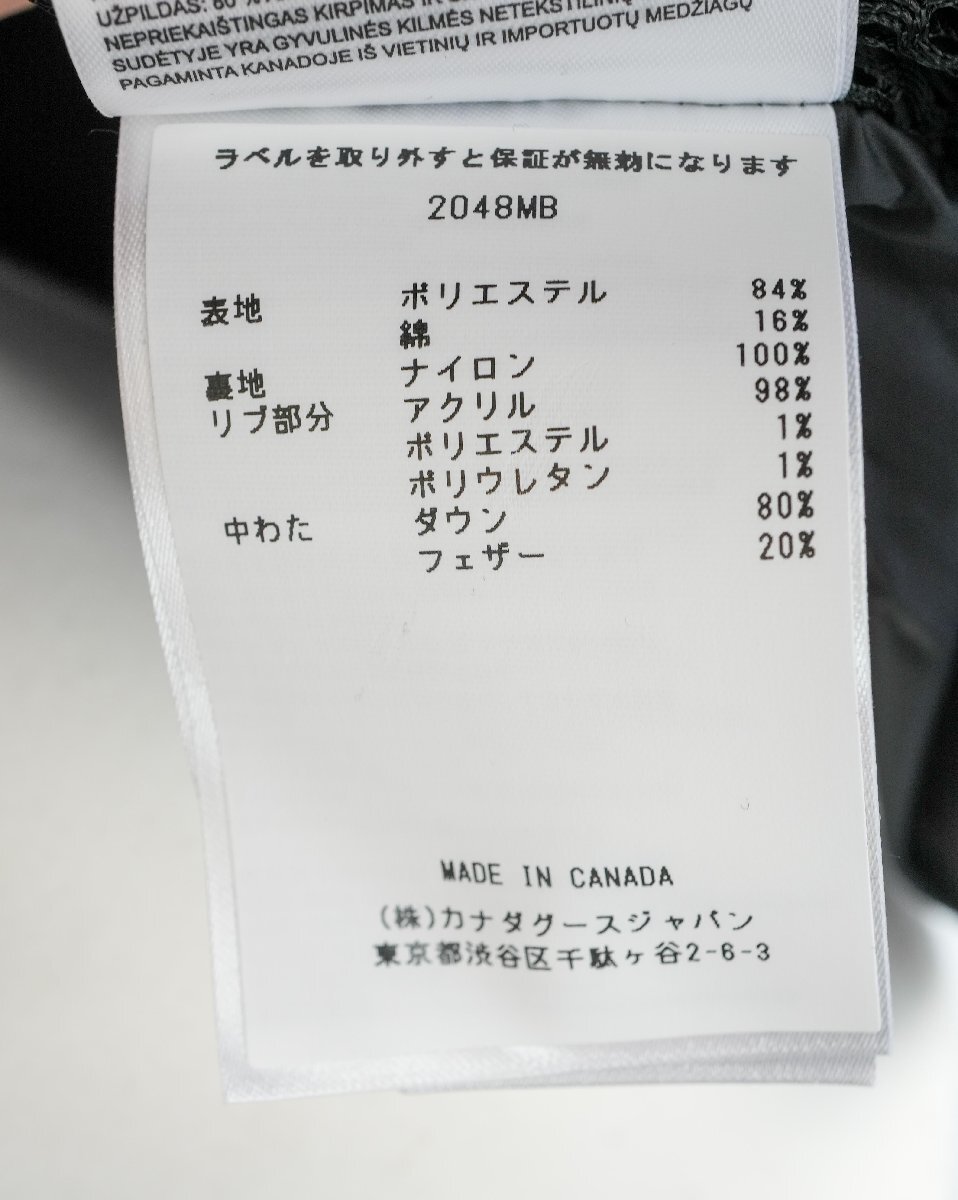 UŽPILDAS: 80 %
NEPRIEKAIŠTINGAS KIRPIMAS IR
SUDĖTYJE YRA GYVULINĖS KILMĖS NETEKSTILINIŲ
PAGAMINTA KANADOJE IŠ VIETINIŲ IR IMPORTUOTŲ MEDŽIAGŲ
ラベルを取り外すと保証が無効になります
2048MB
表地 ポリエステル 84%
綿 16%
裏地 ナイロン 100%
リブ部分 アクリル 98%
ポリエステル 1%
ポリウレタン 1%
中わた ダウン 80%
フェザー 20%
MADE IN CANADA
(株)カナダグースジャパン
東京都渋谷区千駄ヶ谷2-6-3